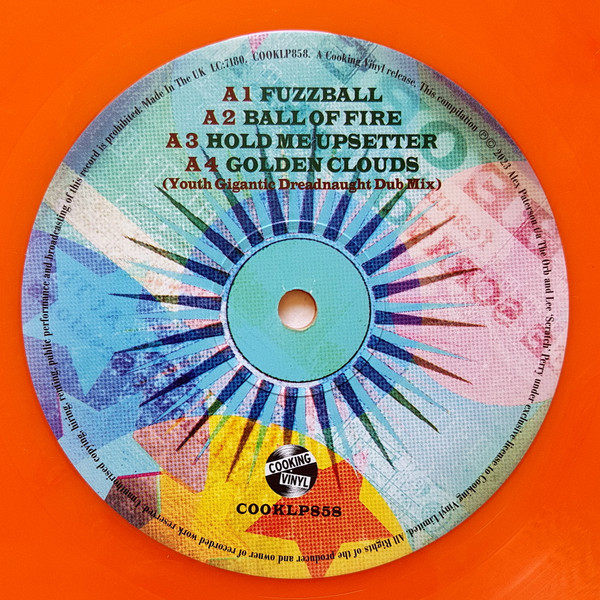 A1 FUZZBALL
A2 BALL OF FIRE
A3 HOLD ME UPSETTER
A4 GOLDEN CLOUDS
(Youth Gigantic Dreadnaught Dub Mix)
COOKING
VINYL
COOKLP858
Made In The UK LC:7180. COOKLP858. A Cooking Vinyl release. This compilation ℗ © 2023 Alex Paterson t/a The Orb and Lee 'Scratch' Perry under exclusive license to Cooking Vinyl Limited. All Rights of the producer and owner of recorded work reserved. Unauthorised copying, hiring, renting, public performance and broadcasting of this record is prohibited.